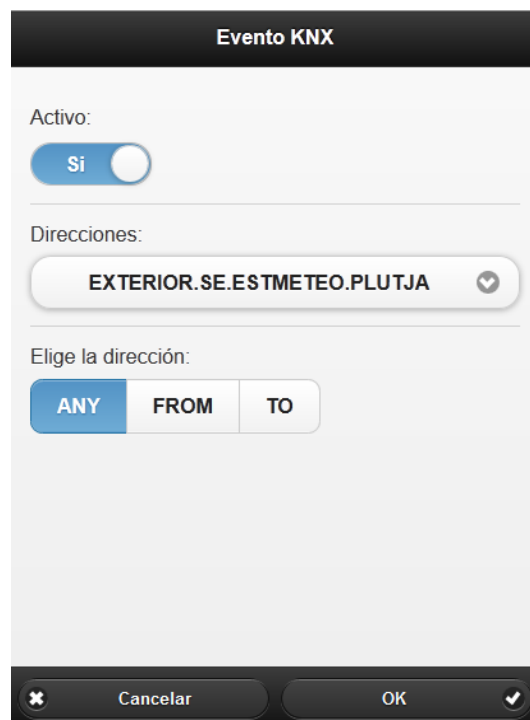 Evento KNX
Activo:
Si
Direcciones:
EXTERIOR.SE.ESTMETEO.PLUTJA
Elige la dirección:
ANY FROM TO
Cancelar OK